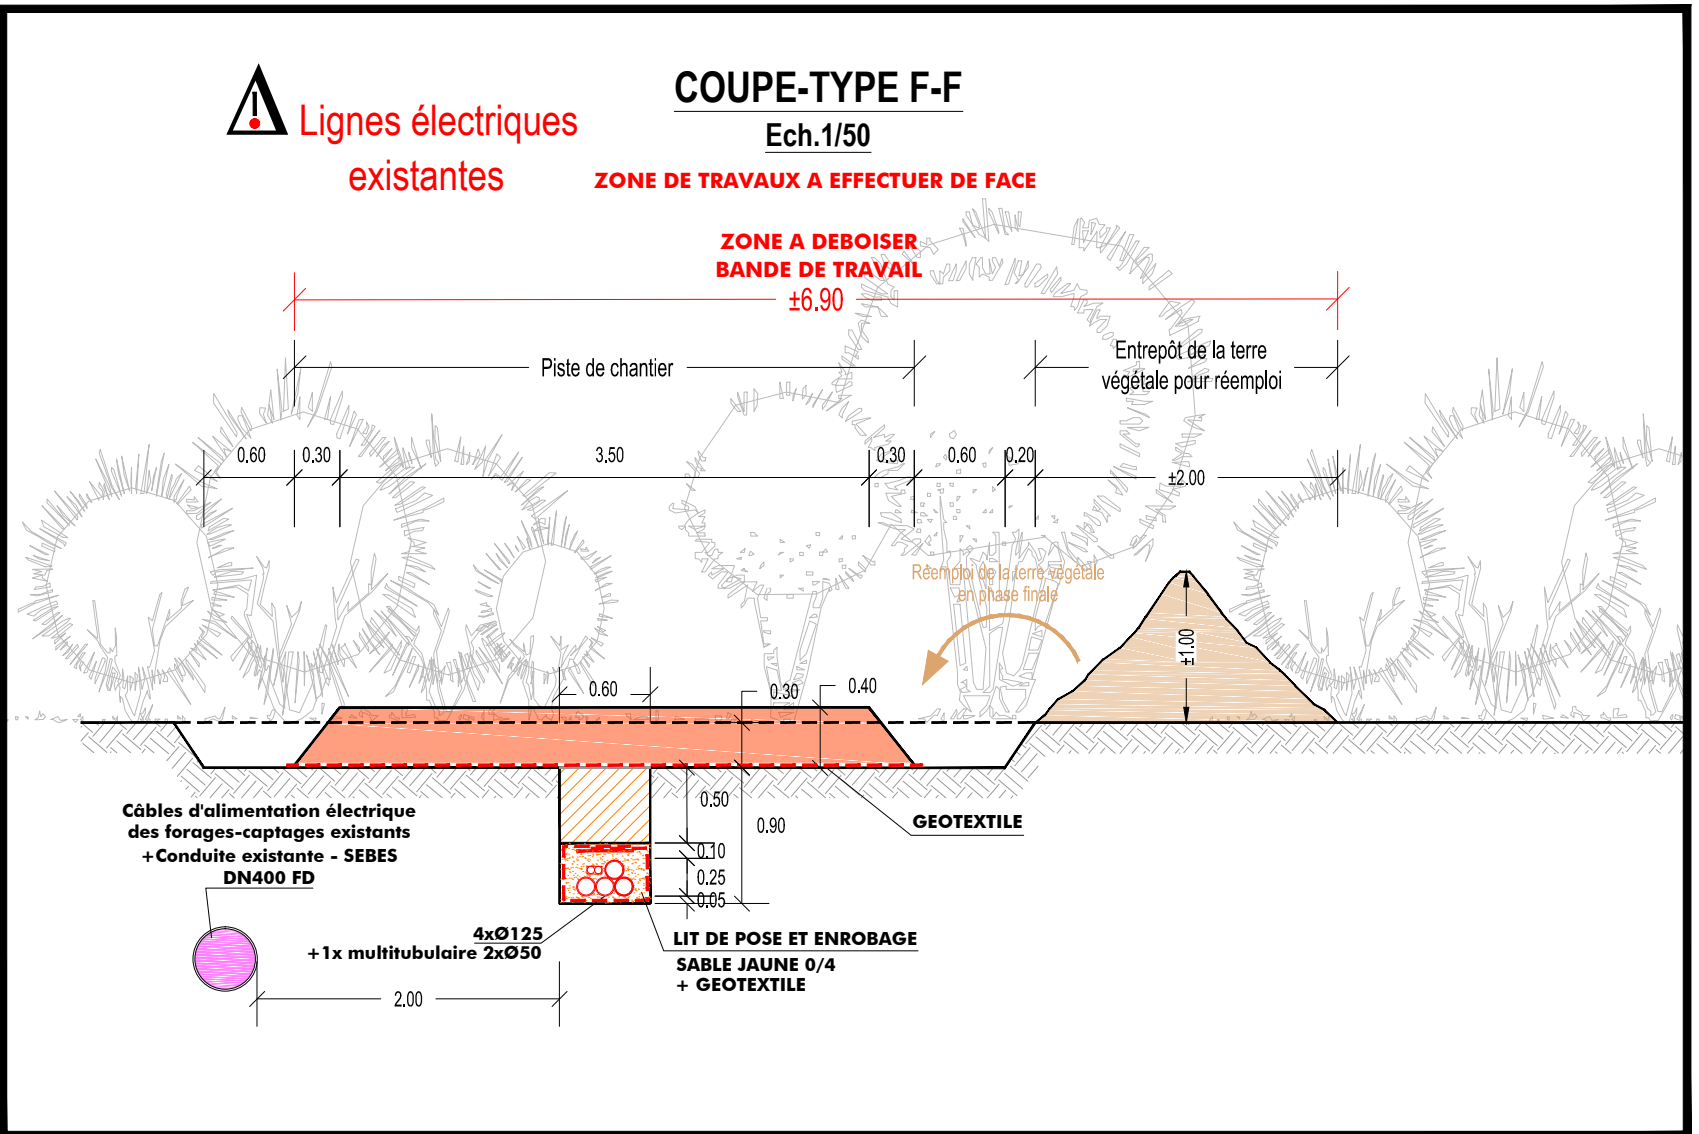 COUPE-TYPE F-F
Ech.1/50
Lignes électriques
existantes
ZONE DE TRAVAUX A EFFECTUER DE FACE
ZONE A DEBOISER
BANDE DE TRAVAIL
±6.90
Piste de chantier
Entrepôt de la terre
végétale pour réemploi
0.60 0.30 3.50 0.30 0.60 0.20
±2.00
Réemploi de la terre végétale
en phase finale
±1.00
0.60 0.30 0.40
0.50
0.90
0.10
0.25
0.05
Câbles d'alimentation électrique
des forages-captages existants
+Conduite existante - SEBES
DN400 FD
GEOTEXTILE
4xØ125
+1x multitubulaire 2xØ50
LIT DE POSE ET ENROBAGE
SABLE JAUNE 0/4
+ GEOTEXTILE
2.00